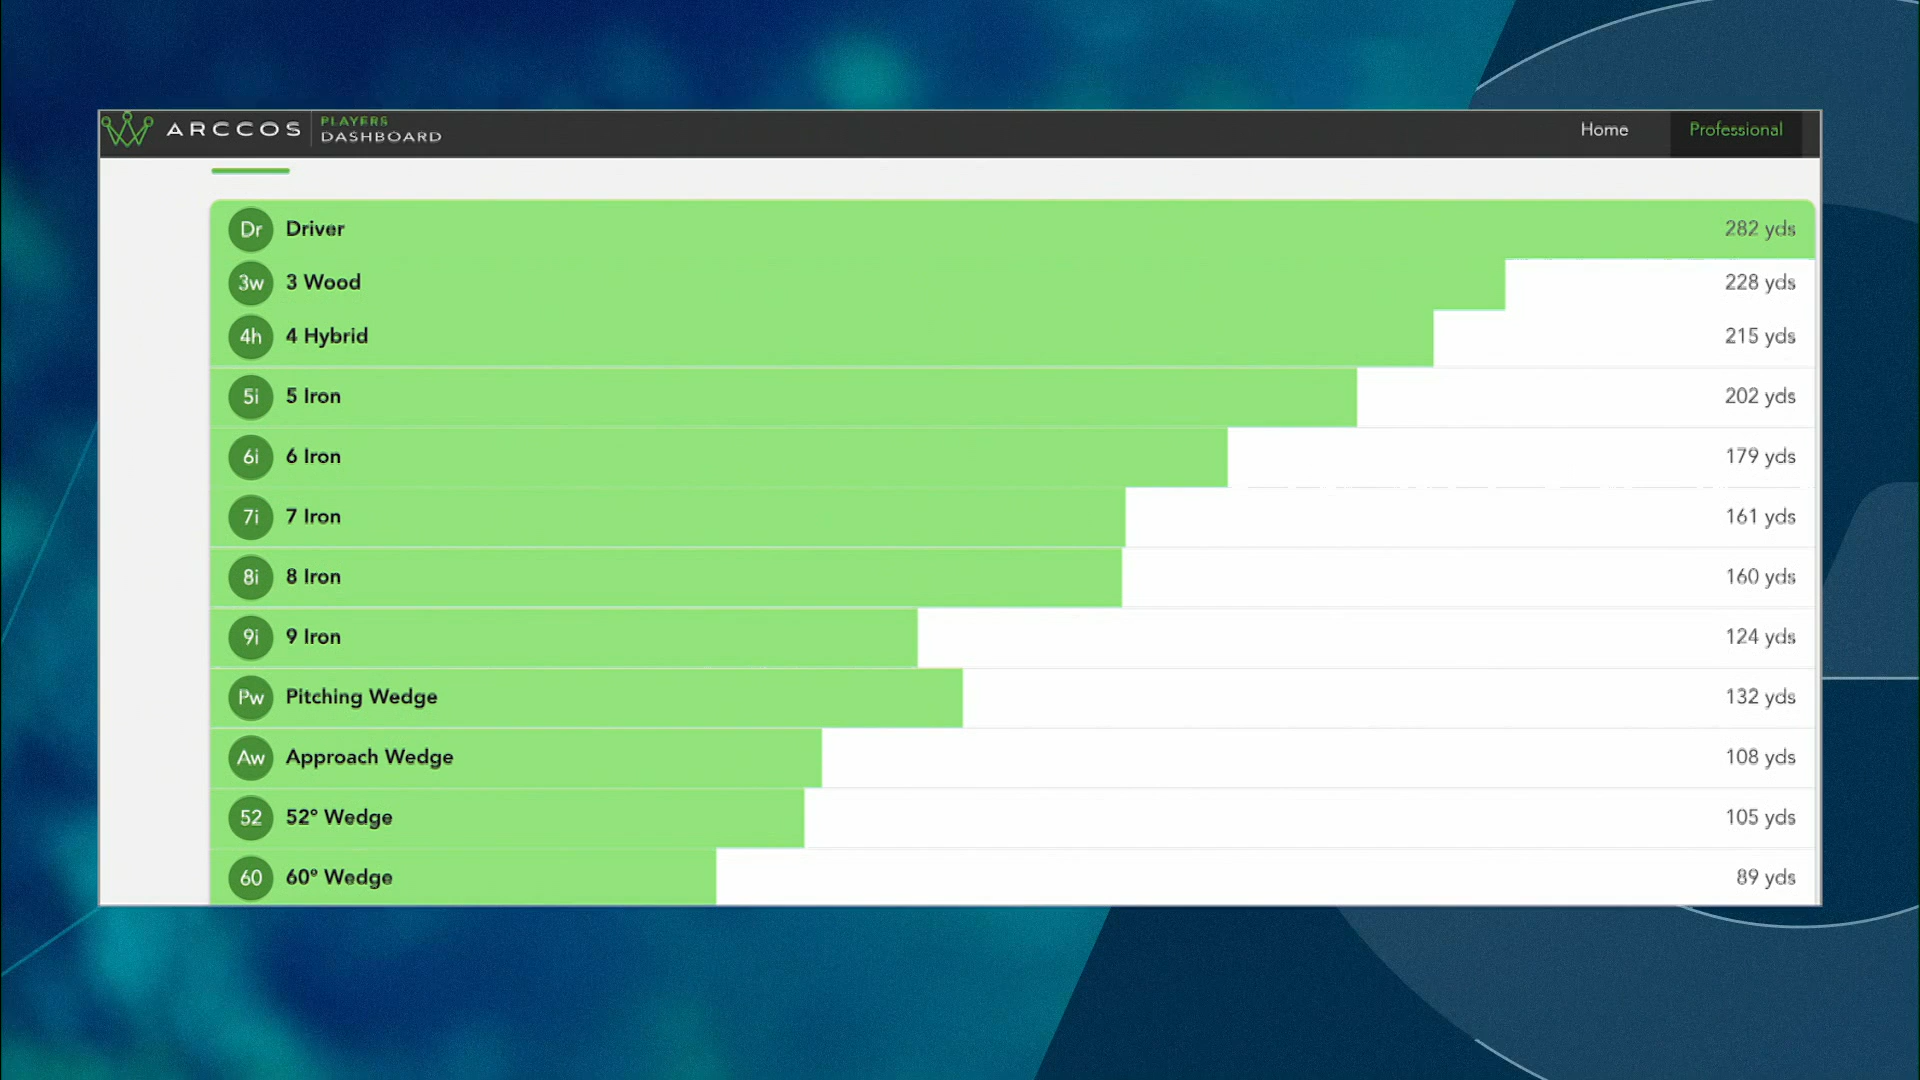 ARCCOS PLAYERS DASHBOARD Home Professional
Dr Driver 282 yds
3w 3 Wood 228 yds
4h 4 Hybrid 215 yds
5i 5 Iron 202 yds
6i 6 Iron 179 yds
7i 7 Iron 161 yds
8i 8 Iron 160 yds
9i 9 Iron 124 yds
Pw Pitching Wedge 132 yds
Aw Approach Wedge 108 yds
52 52° Wedge 105 yds
60 60° Wedge 89 yds